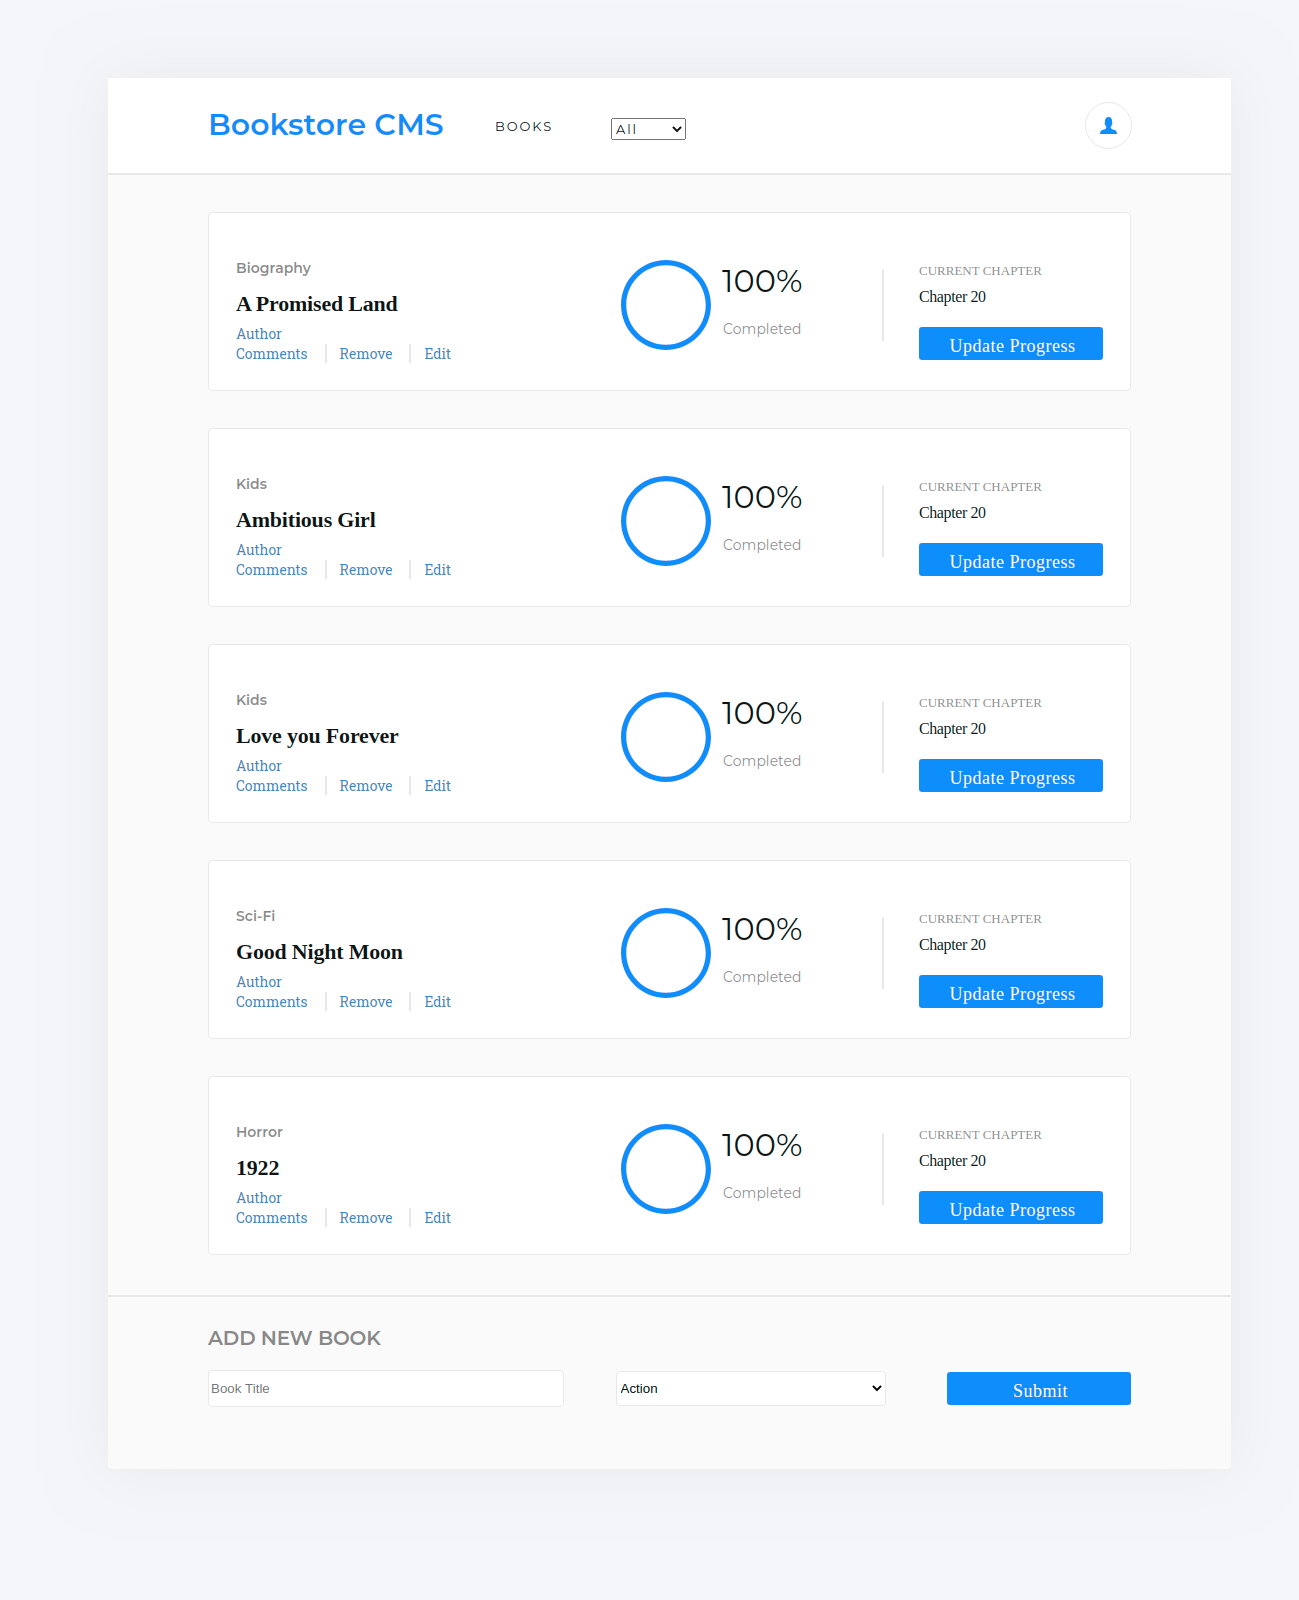 Bookstore CMS BOOKS All
Biography
A Promised Land
Author
Comments Remove Edit
100%
Completed
CURRENT CHAPTER
Chapter 20
Update Progress
Kids
Ambitious Girl
Author
Comments Remove Edit
100%
Completed
CURRENT CHAPTER
Chapter 20
Update Progress
Kids
Love you Forever
Author
Comments Remove Edit
100%
Completed
CURRENT CHAPTER
Chapter 20
Update Progress
Sci-Fi
Good Night Moon
Author
Comments Remove Edit
100%
Completed
CURRENT CHAPTER
Chapter 20
Update Progress
Horror
1922
Author
Comments Remove Edit
100%
Completed
CURRENT CHAPTER
Chapter 20
Update Progress
ADD NEW BOOK
Book Title Action Submit